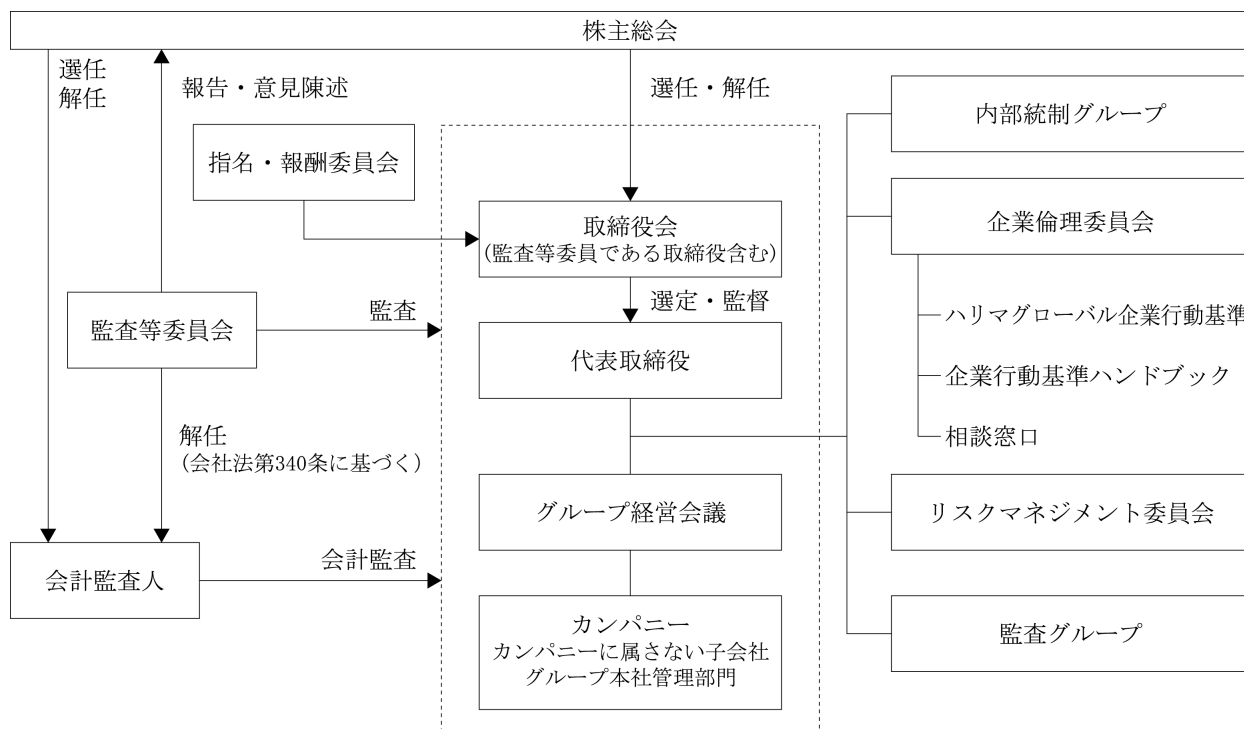 株主総会
選任
解任
報告・意見陳述
選任・解任
指名・報酬委員会
内部統制グループ
取締役会
(監査等委員である取締役含む)
企業倫理委員会
選定・監督
監査等委員会
監査
代表取締役
ハリマグローバル企業行動基準
企業行動基準ハンドブック
相談窓口
解任
(会社法第340条に基づく)
グループ経営会議
リスクマネジメント委員会
会計監査人
会計監査
カンパニー
カンパニーに属さない子会社
グループ本社管理部門
監査グループ